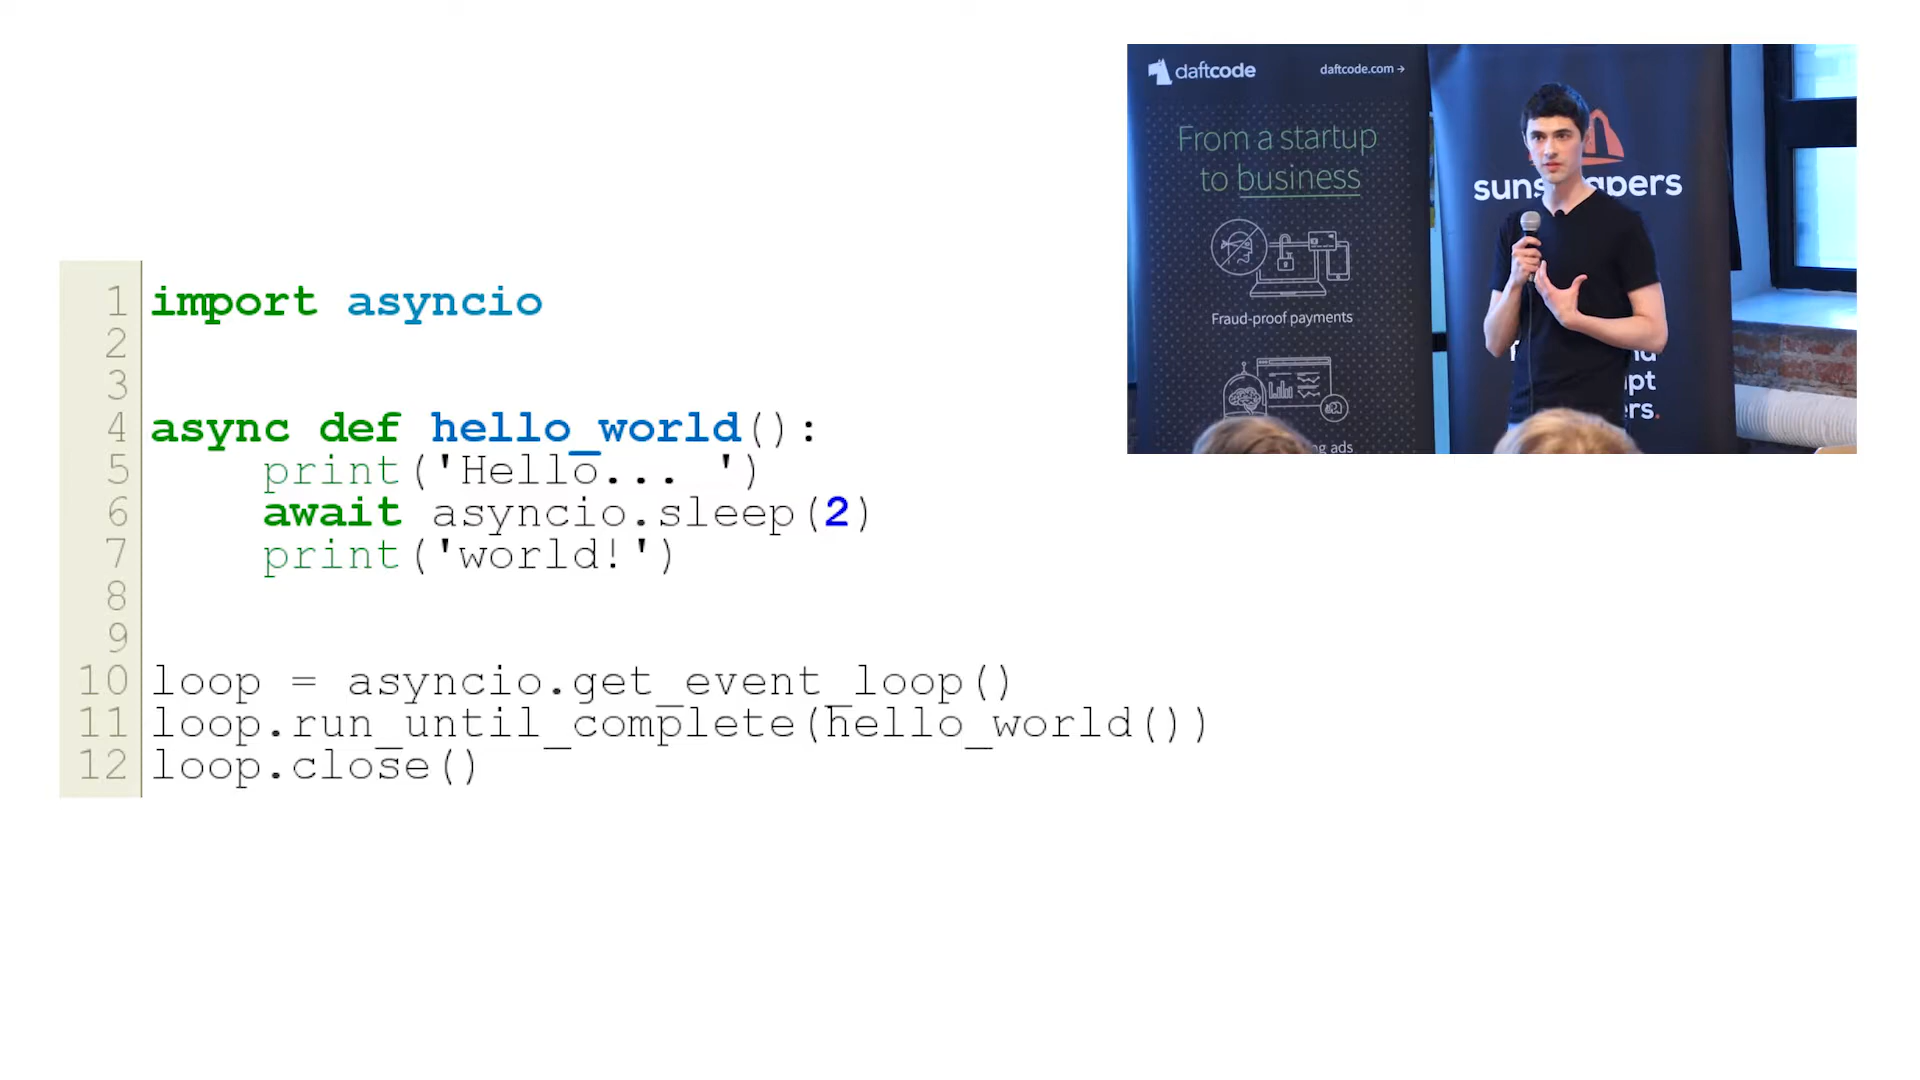 daftcode
daftcode.com →
From a startup
to business
Fraud-proof payments
ads
1 import asyncio
2
3
4 async def hello_world():
5     print('Hello... ')
6     await asyncio.sleep(2)
7     print('world!')
8
9
10 loop = asyncio.get_event_loop()
11 loop.run_until_complete(hello_world())
12 loop.close()